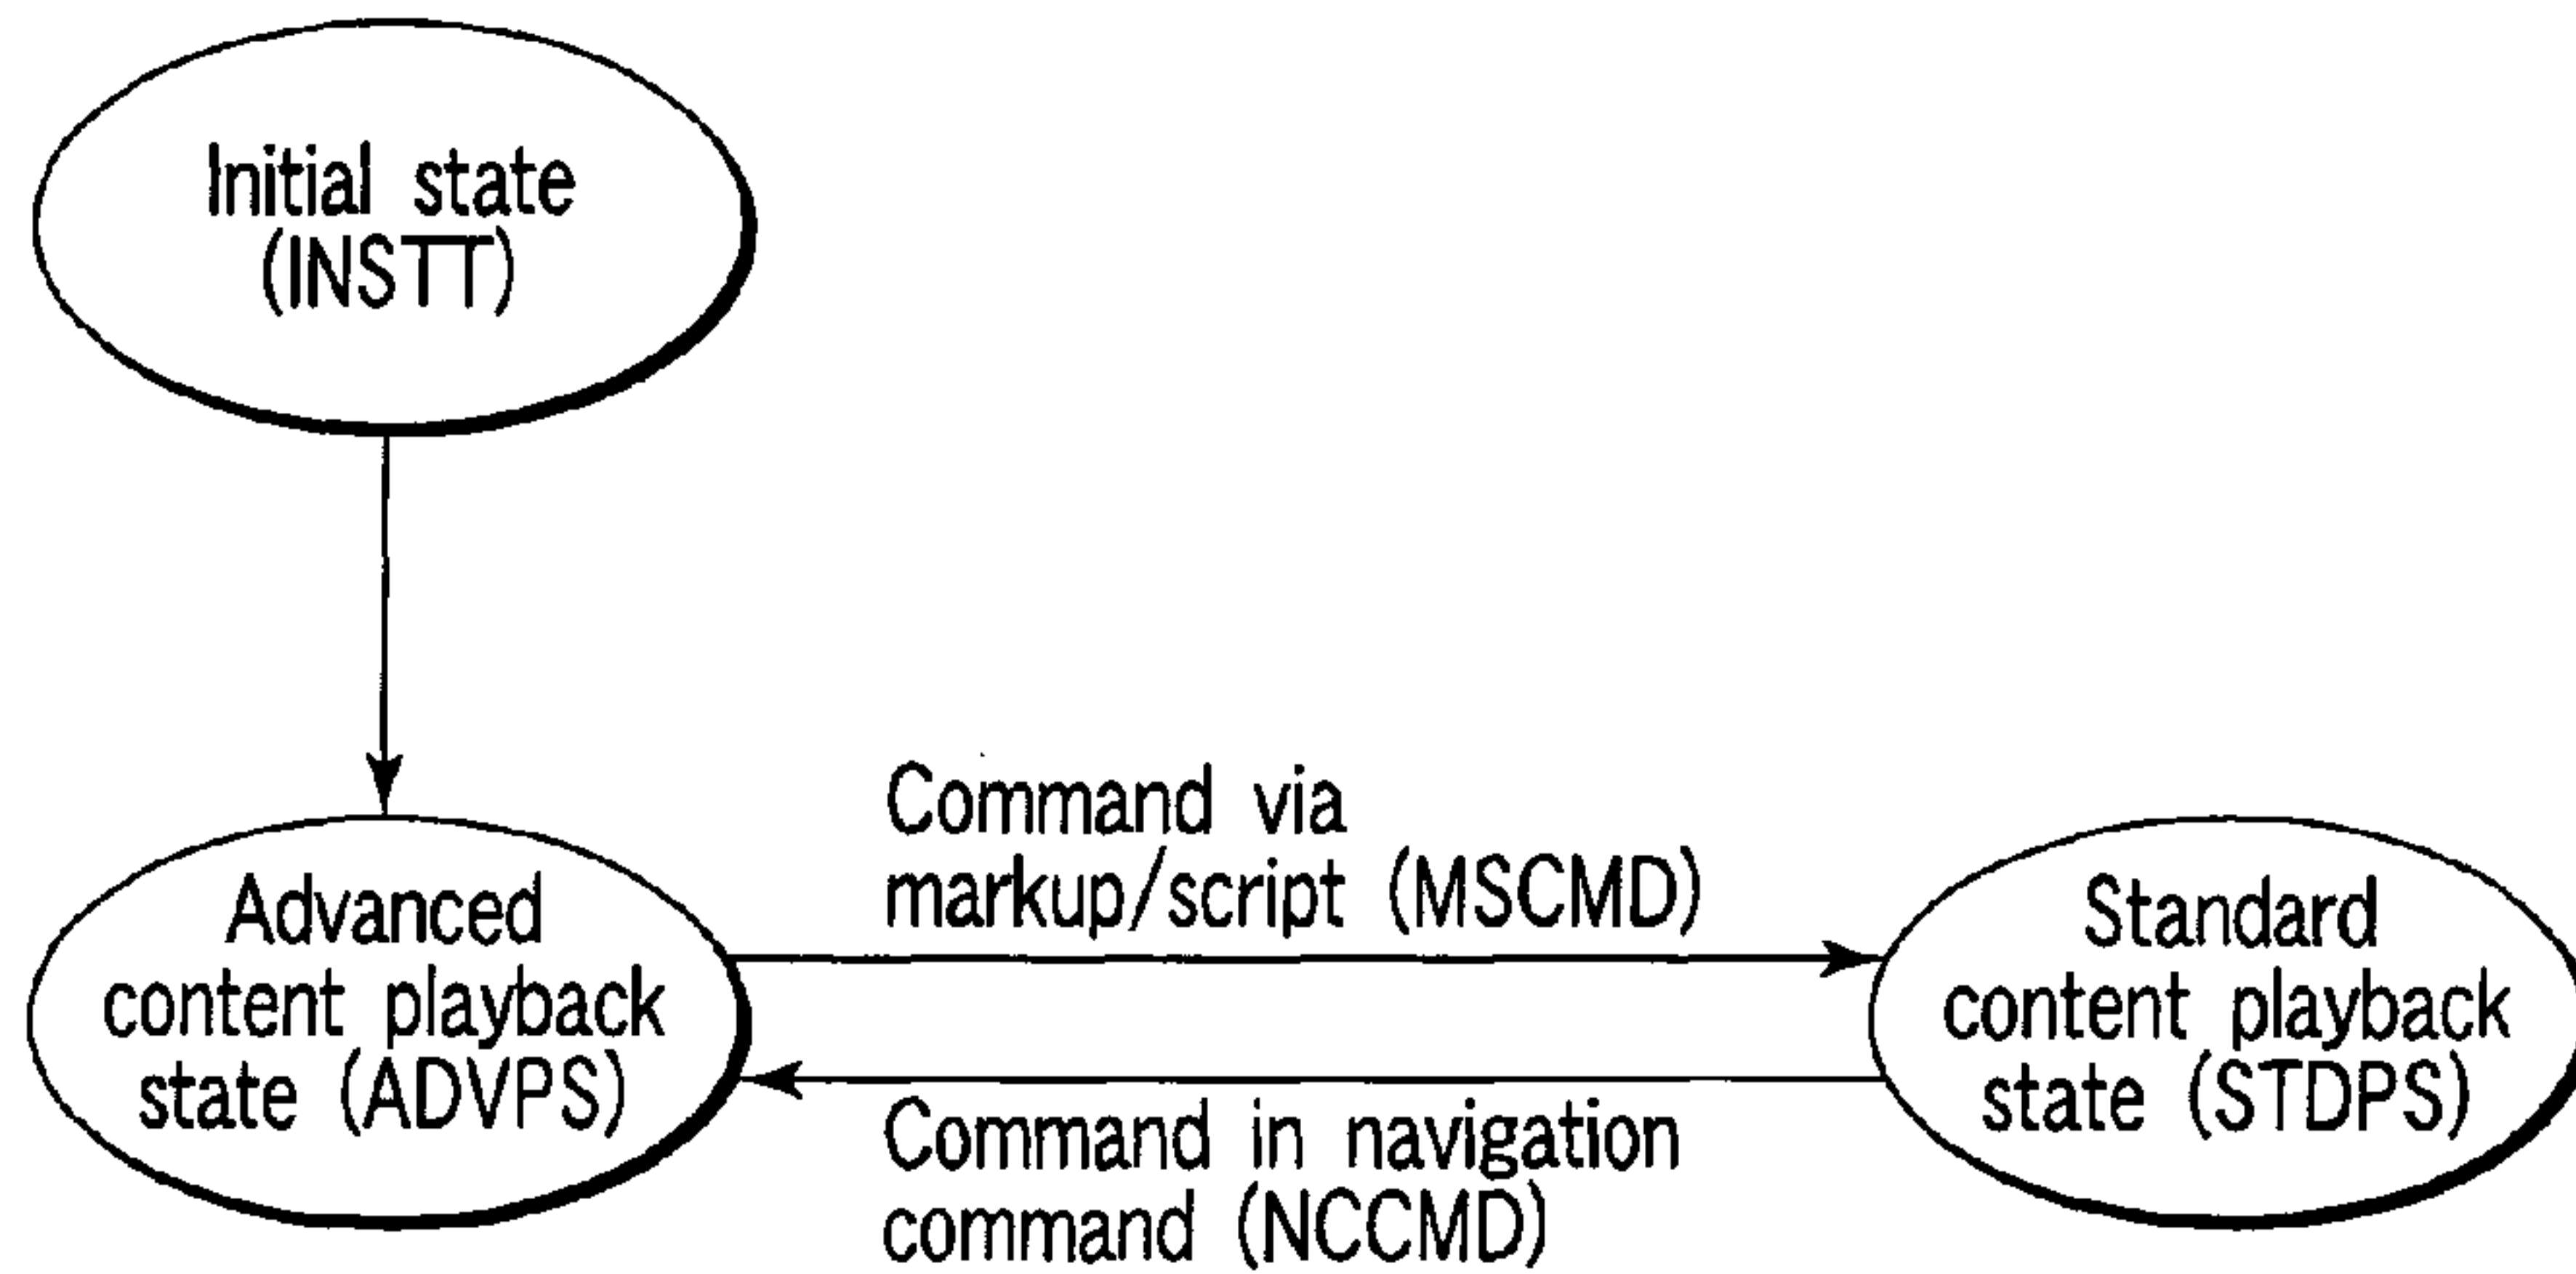 Initial state
(INSTT)
Command via
markup/script (MSCMD)
Advanced
content playback
state (ADVPS)
Standard
content playback
state (STDPS)
Command in navigation
command (NCCMD)